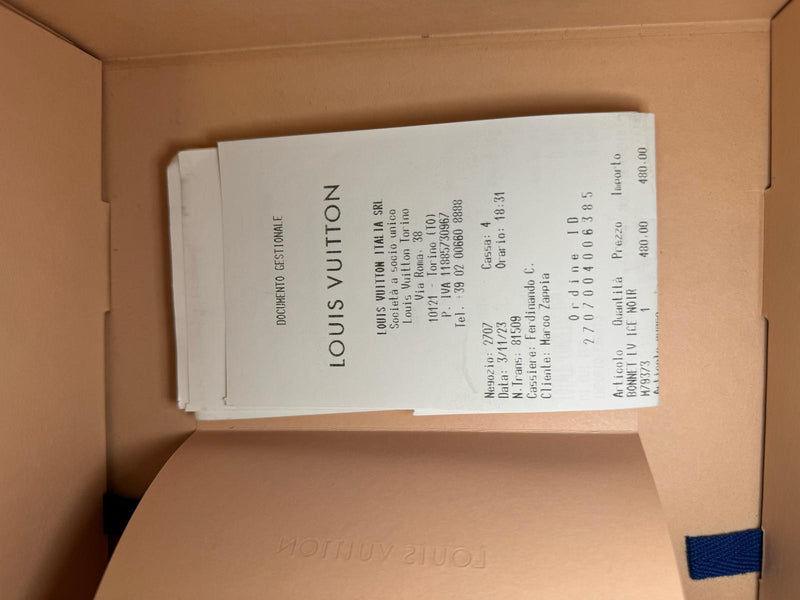 DOCUMENTO GESTIONALE
LOUIS VUITTON
LOUIS VUITTON ITALIA SRL
Società a socio unico
Louis Vuitton Torino
Via Roma, 38
10121 - Torino (TO)
P. IVA 11885730967
Tel. +39 02 00660 8888
Negozio: 2707 Cassa: 4
Data: 3/11/23 Orario: 18:31
N.Trans: 81509
Cassiere: Ferdinando C.
Cliente: Marco Zappia
Ordine ID
2707004006385
Articolo Quantità Prezzo Importo
BONNET LV ICE NOIR
M79373 1 480.00 480.00
LOUIS VUITTON